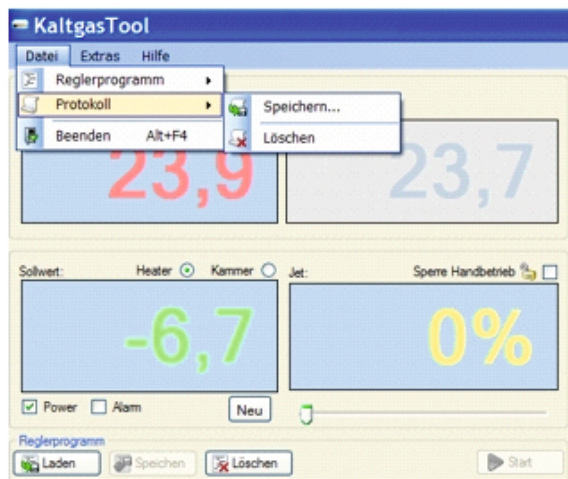 KaltgasTool
Datei Extras Hilfe
Reglerprogramm
Protokoll
Speichern...
Beenden Alt+F4
Löschen
23,9
23,7
Sollwert: Heater Kammer
Jet: Sperre Handbetrieb
-6,7
0%
Power Alarm Neu
Reglerprogramm
Laden Speichern Löschen Start